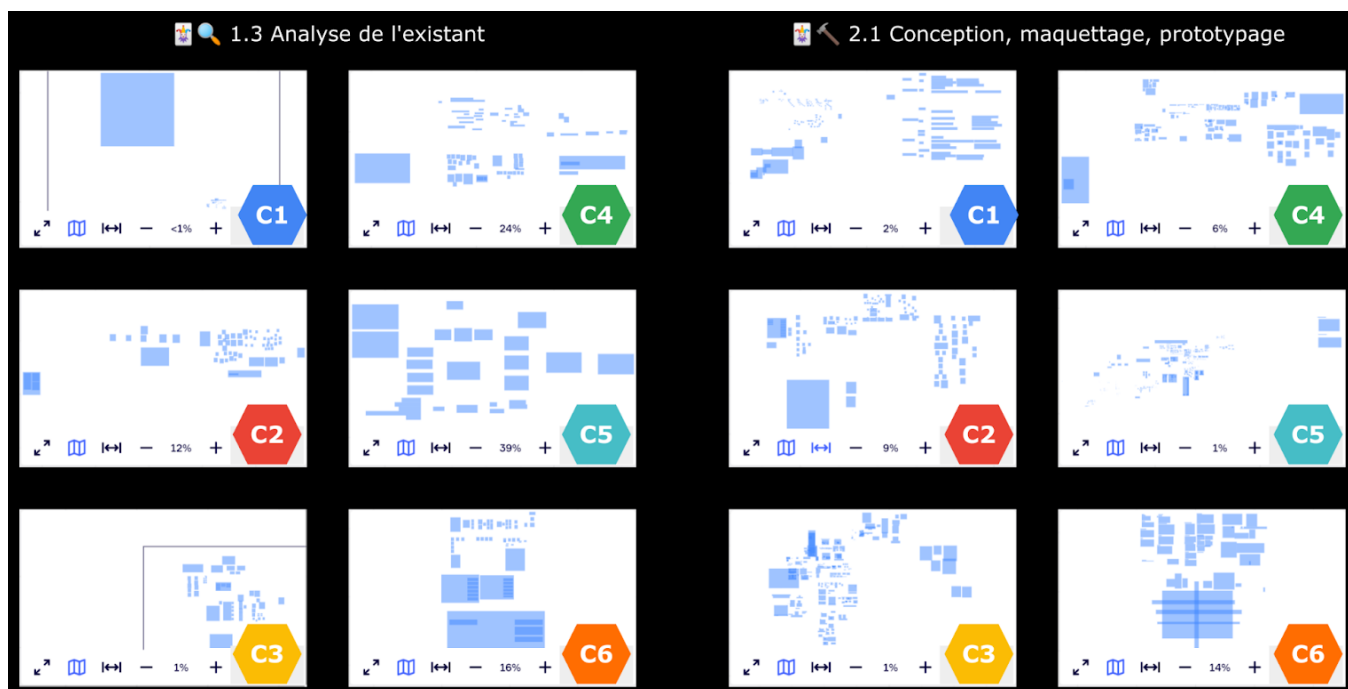 🃏🔍 1.3 Analyse de l'existant
<1%
C1
24%
C4
12%
C2
39%
C5
1%
C3
16%
C6
🃏🔨 2.1 Conception, maquettage, prototypage
2%
C1
6%
C4
9%
C2
1%
C5
1%
C3
14%
C6